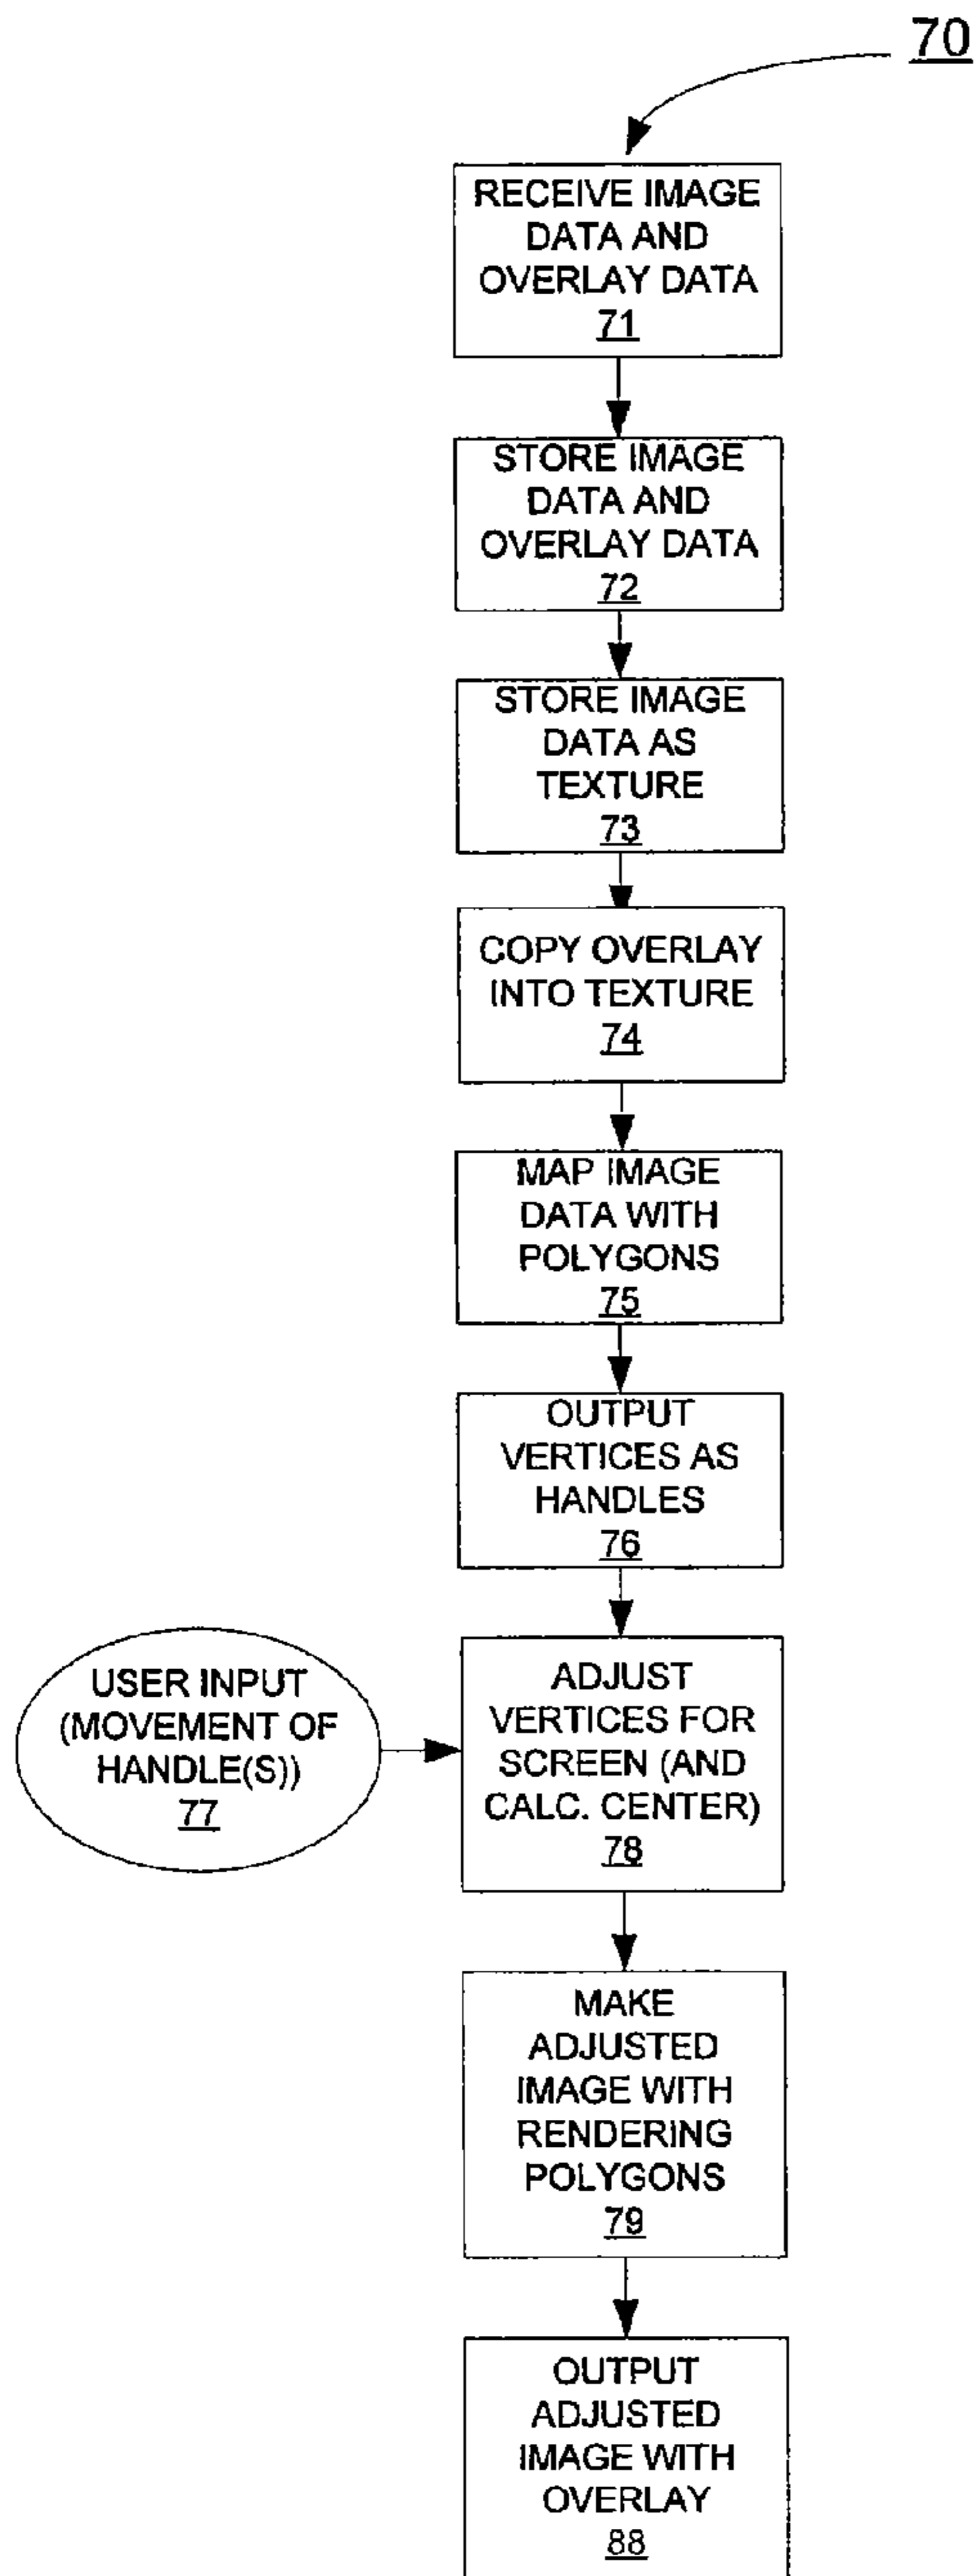 70
RECEIVE IMAGE
DATA AND
OVERLAY DATA
71
STORE IMAGE
DATA AND
OVERLAY DATA
72
STORE IMAGE
DATA AS
TEXTURE
73
COPY OVERLAY
INTO TEXTURE
74
MAP IMAGE
DATA WITH
POLYGONS
75
OUTPUT
VERTICES AS
HANDLES
76
USER INPUT
(MOVEMENT OF
HANDLE(S))
77
ADJUST
VERTICES FOR
SCREEN (AND
CALC. CENTER)
78
MAKE
ADJUSTED
IMAGE WITH
RENDERING
POLYGONS
79
OUTPUT
ADJUSTED
IMAGE WITH
OVERLAY
88